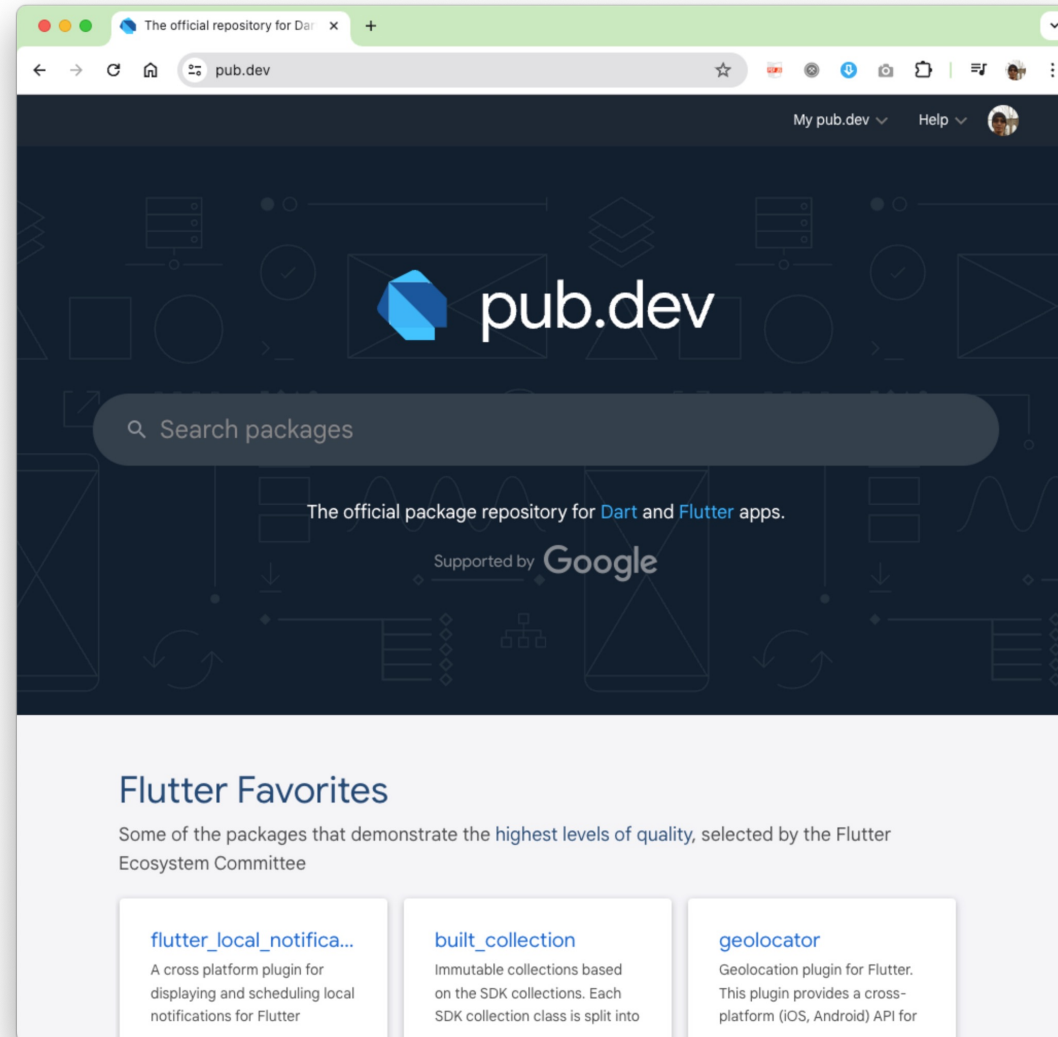 The official repository for Dar
pub.dev
My pub.dev
Help
pub.dev
Search packages
The official package repository for Dart and Flutter apps.
Supported by Google
Flutter Favorites
Some of the packages that demonstrate the highest levels of quality, selected by the Flutter
Ecosystem Committee
flutter_local_notifica...
A cross platform plugin for
displaying and scheduling local
notifications for Flutter
built_collection
Immutable collections based
on the SDK collections. Each
SDK collection class is split into
geolocator
Geolocation plugin for Flutter.
This plugin provides a cross-
platform (iOS, Android) API for